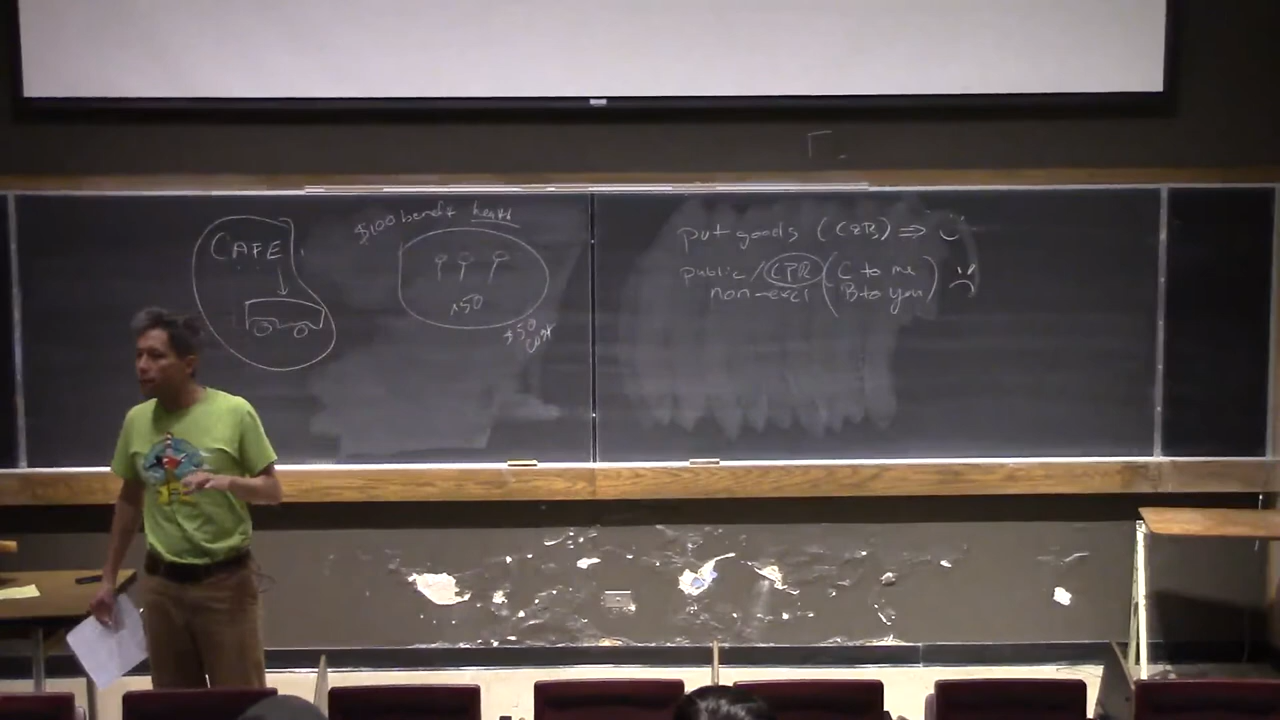 CAFE
$100 benefit
x50
$50
cost
put goods (C&B) ⇒
public / CPR (C to me)
non-excl (B to you)